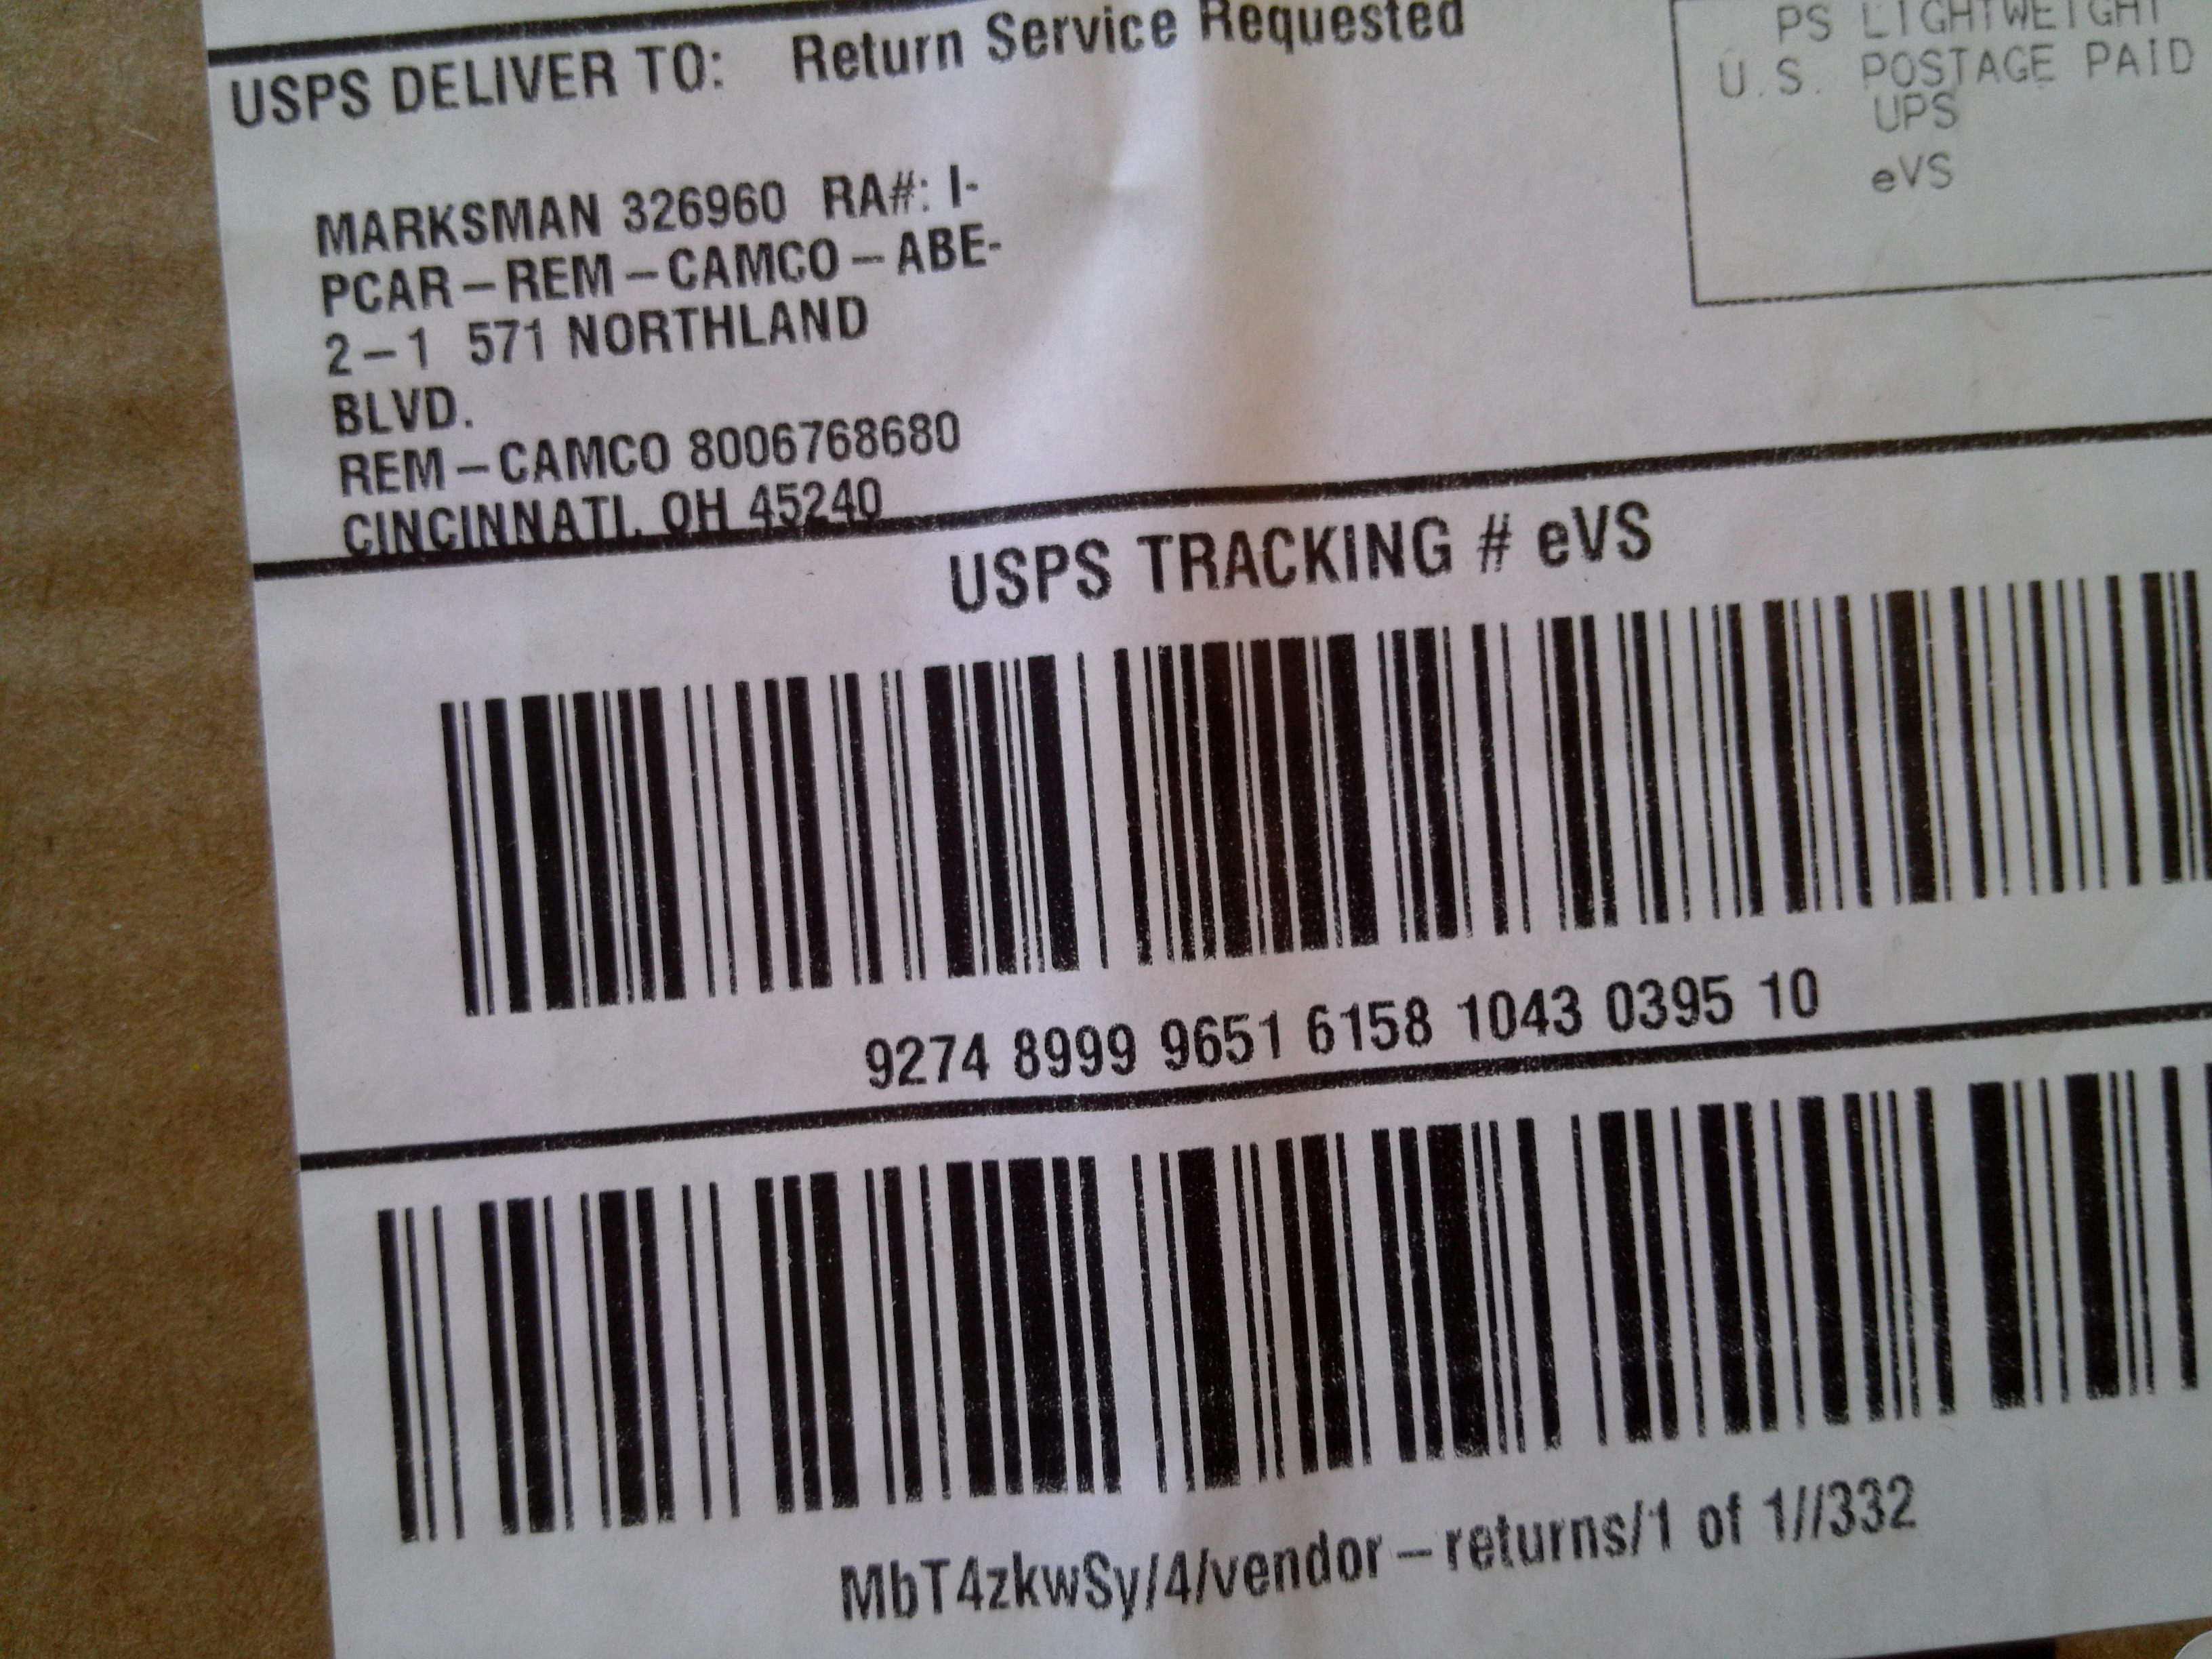 USPS DELIVER TO: Return Service Requested
PS LIGHTWEIGHT
U.S. POSTAGE PAID
UPS
eVS
MARKSMAN 326960 RA#: I-
PCAR-REM-CAMCO-ABE-
2-1 571 NORTHLAND
BLVD.
REM-CAMCO 8006768680
CINCINNATI, OH 45240
USPS TRACKING # eVS
9274 8999 9651 6158 1043 0395 10
MbT4zkwSy/4/vendor-returns/1 of 1//332